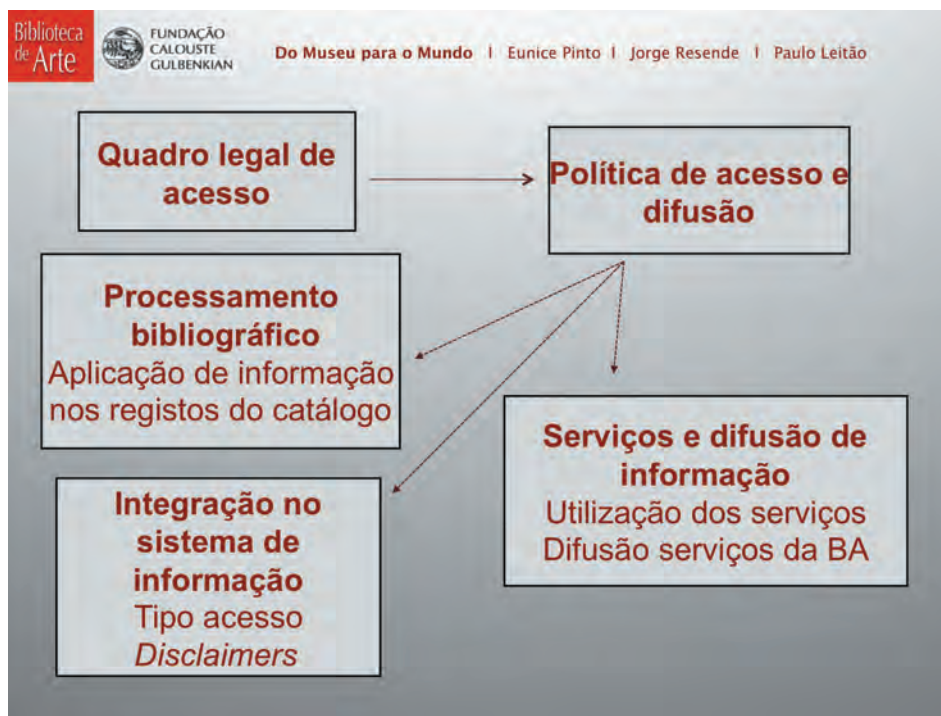 Biblioteca
de Arte
FUNDAÇÃO
CALOUSTE
GULBENKIAN
Do Museu para o Mundo I Eunice Pinto I Jorge Resende I Paulo Leitão
Quadro legal de
acesso
Política de acesso e
difusão
Processamento
bibliográfico
Aplicação de informação
nos registos do catálogo
Serviços e difusão de
informação
Utilização dos serviços
Difusão serviços da BA
Integração no
sistema de
informação
Tipo acesso
Disclaimers